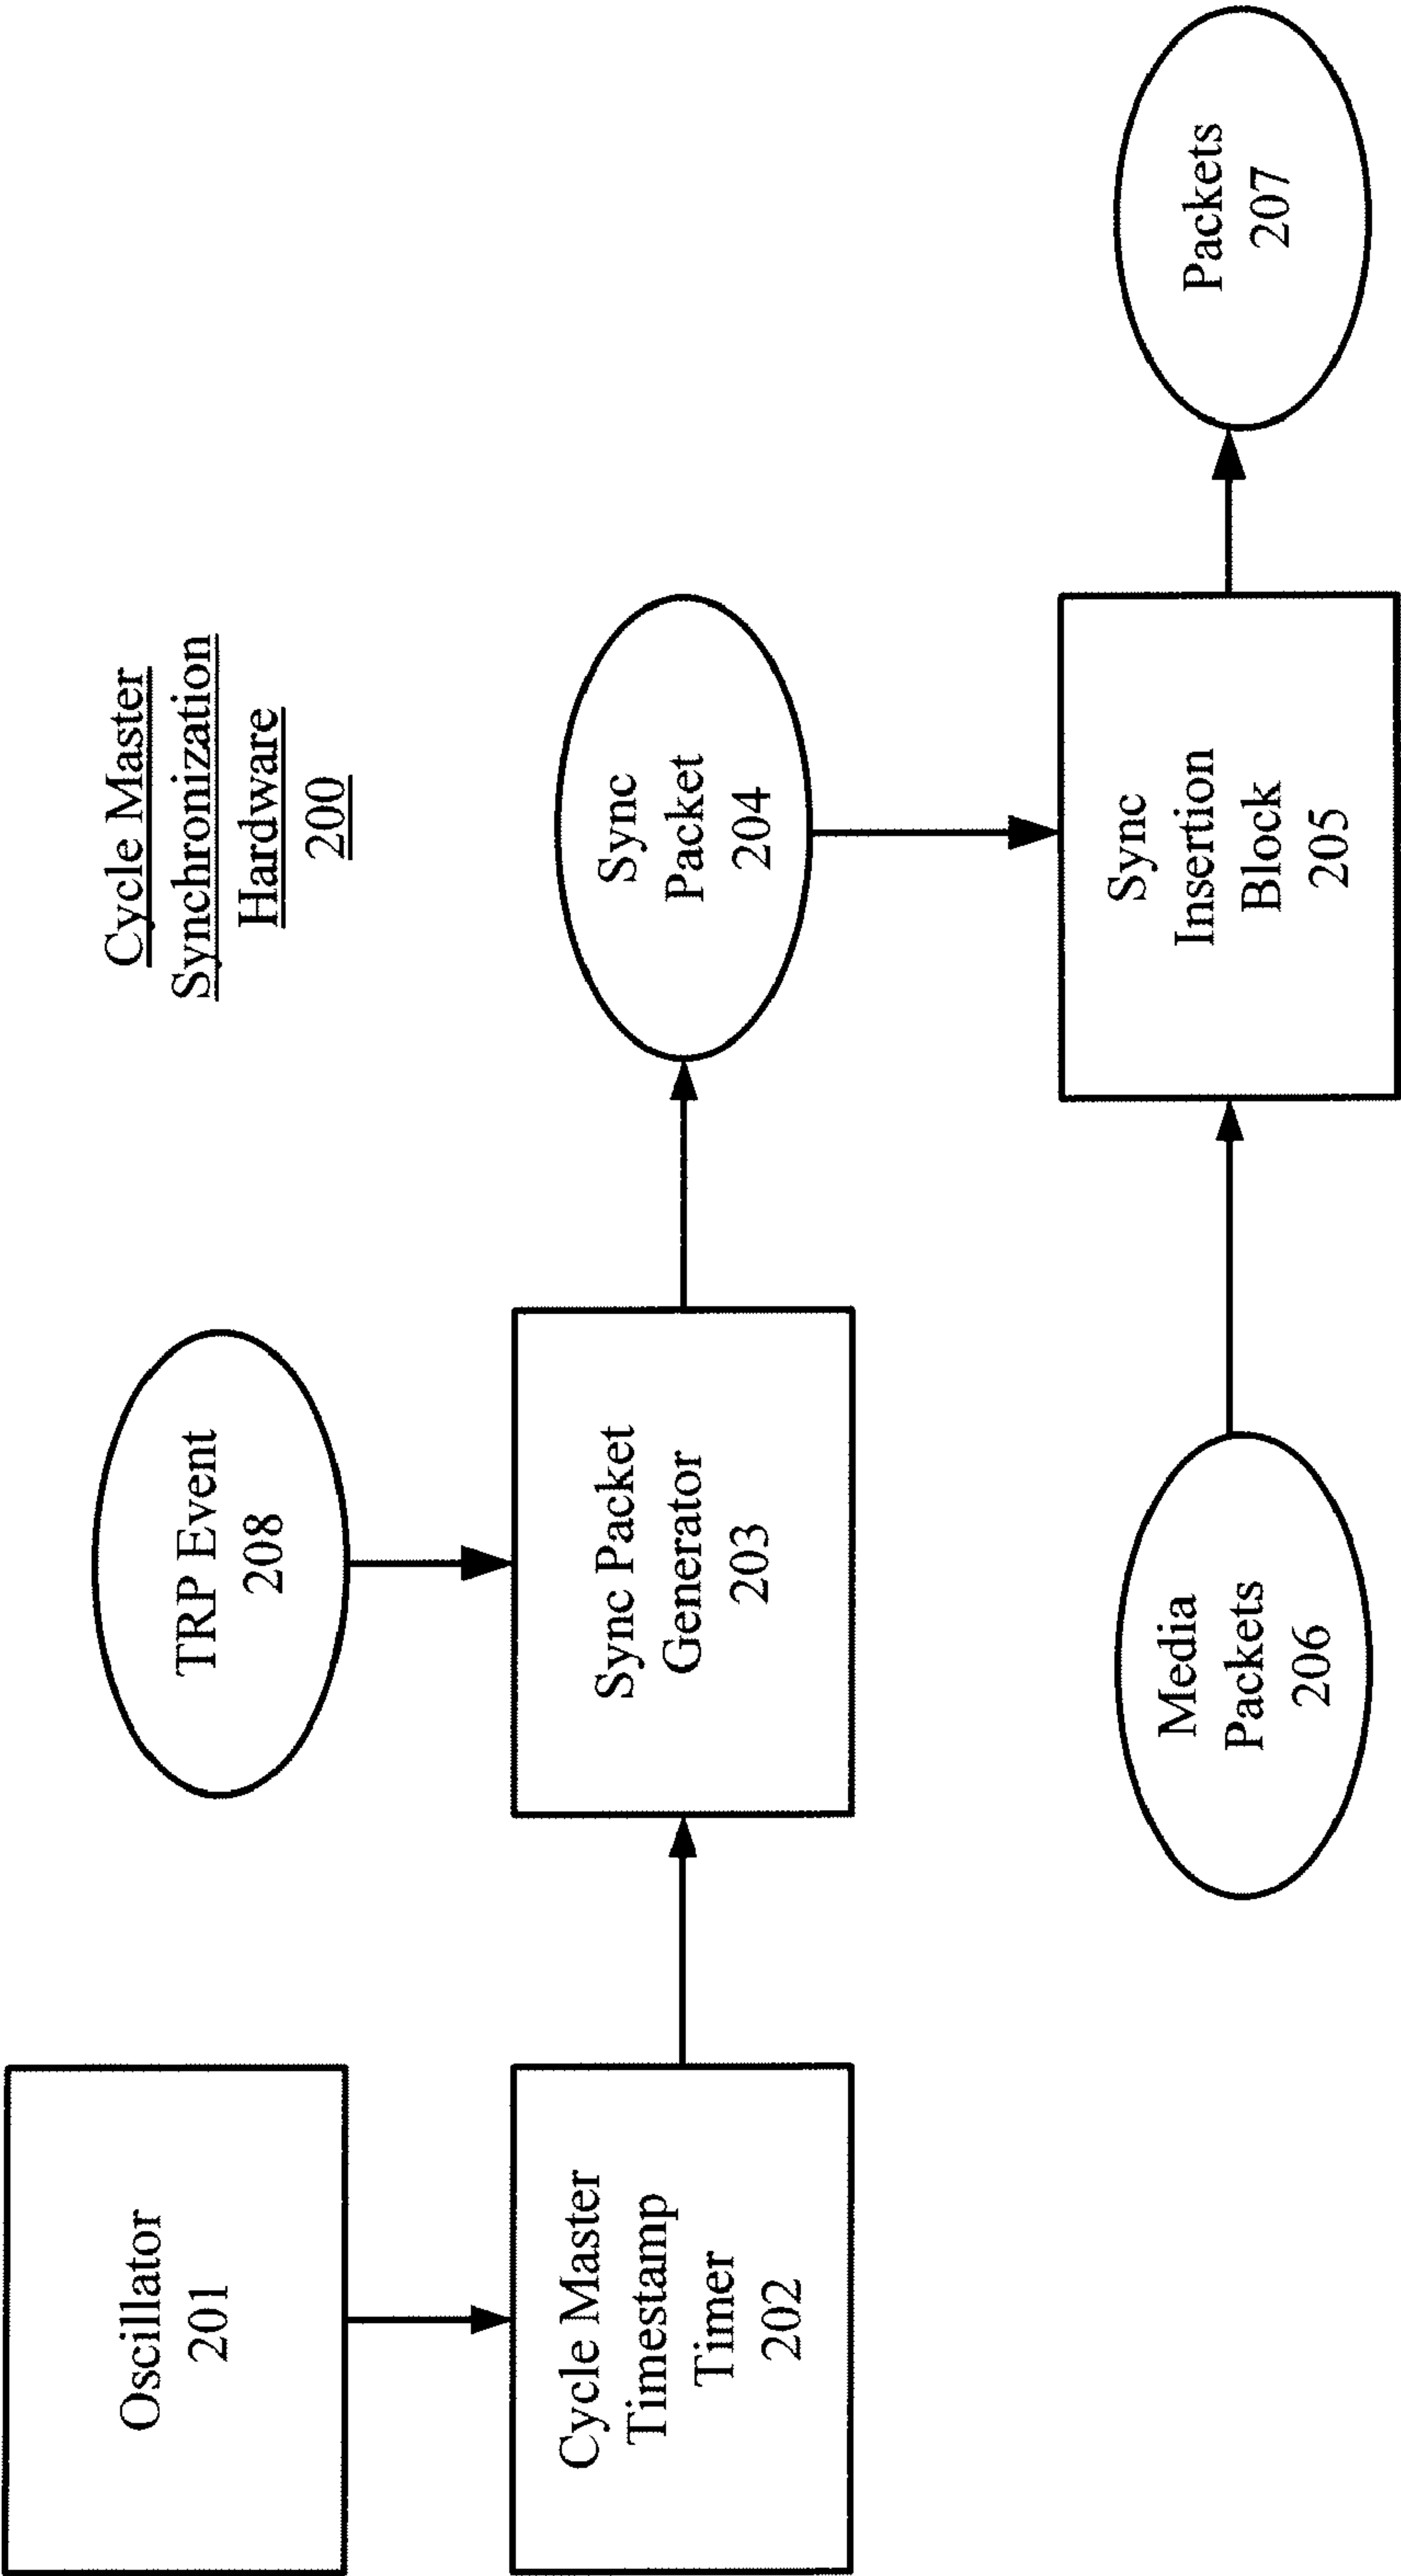 Cycle Master
Synchronization
Hardware
200
Oscillator
201
TRP Event
208
Cycle Master
Timestamp
Timer
202
Sync Packet
Generator
203
Sync
Packet
204
Media
Packets
206
Sync
Insertion
Block
205
Packets
207